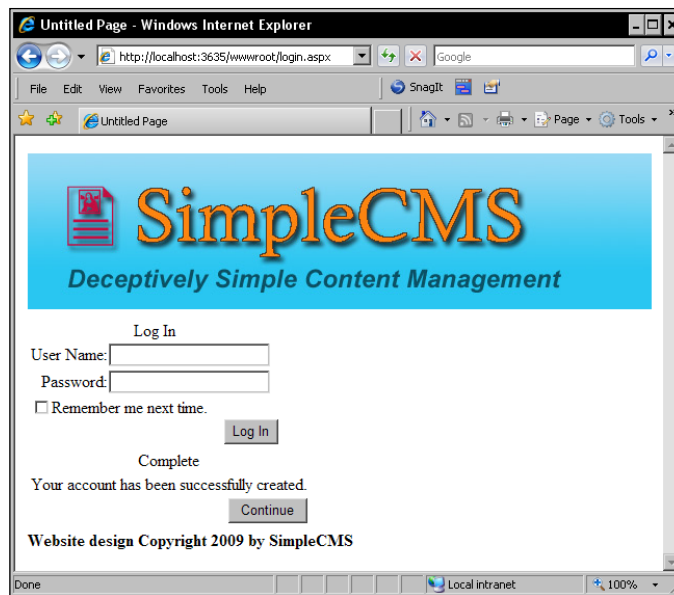 Untitled Page - Windows Internet Explorer
http://localhost:3635/wwwroot/login.aspx Google
File Edit View Favorites Tools Help SnagIt
Untitled Page Page Tools »
SimpleCMS
Deceptively Simple Content Management
Log In
User Name:
Password:
Remember me next time.
Log In
Complete
Your account has been successfully created.
Continue
Website design Copyright 2009 by SimpleCMS
Done Local intranet 100%